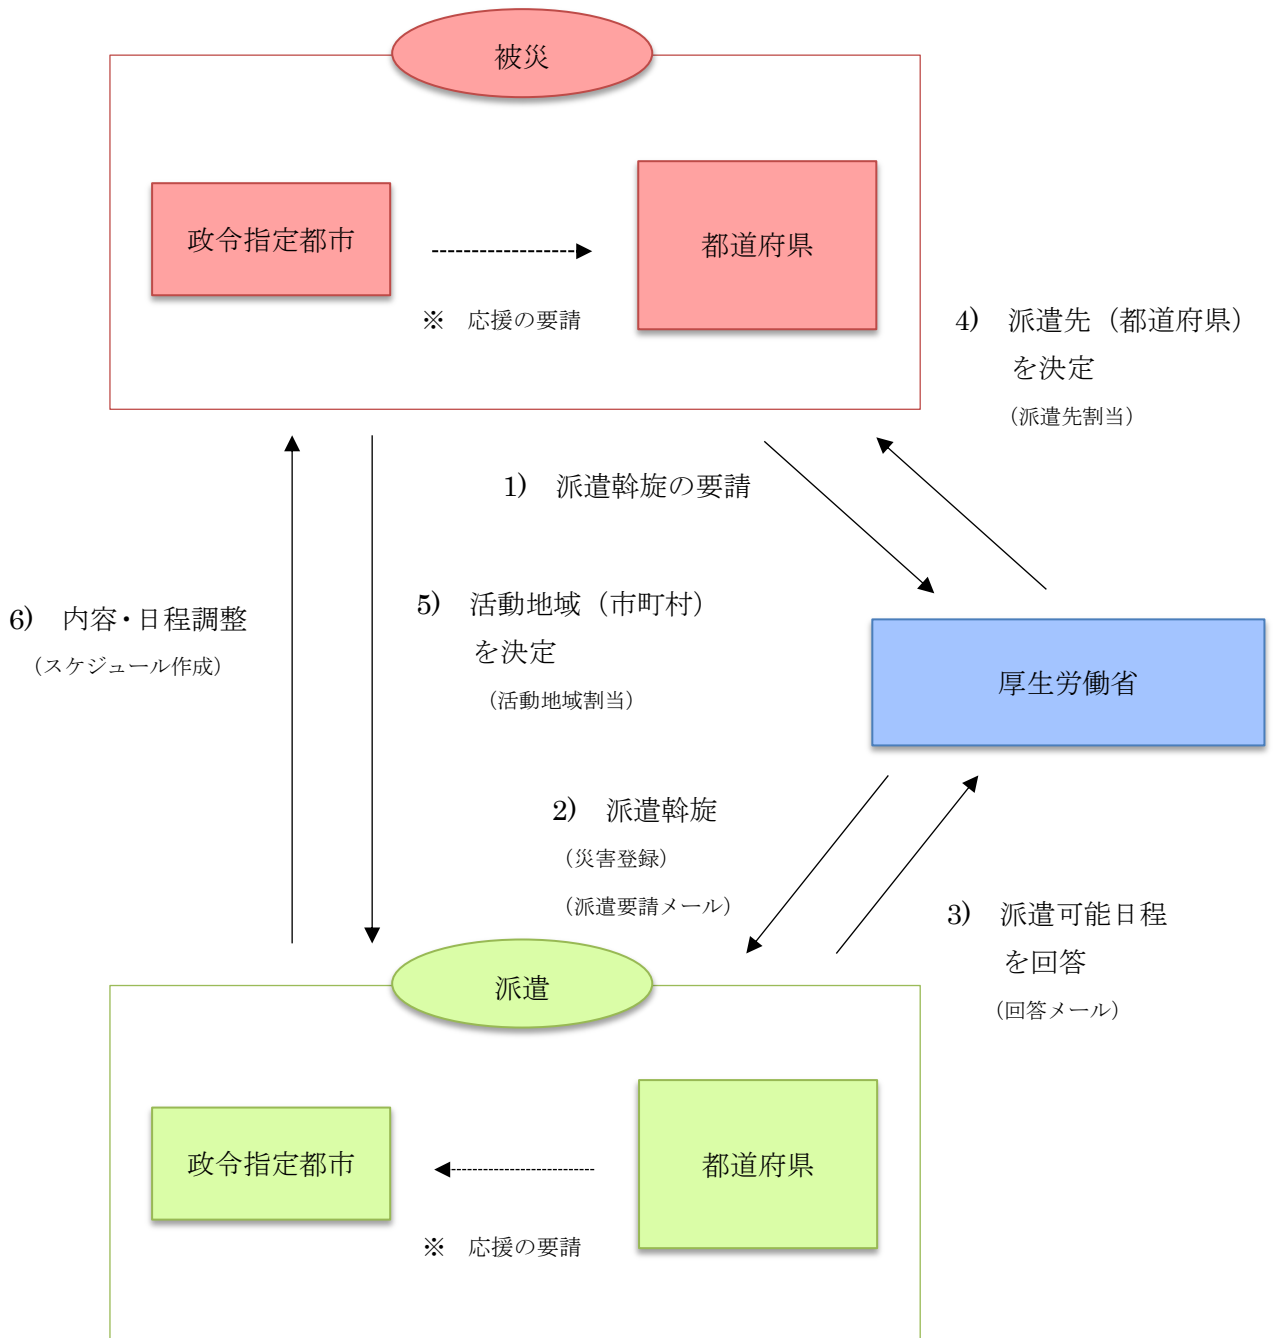 被災
政令指定都市
都道府県
※　応援の要請
4)　派遣先（都道府県）
を決定
（派遣先割当）
1)　派遣斡旋の要請
6)　内容・日程調整
（スケジュール作成）
5)　活動地域（市町村）
を決定
（活動地域割当）
厚生労働省
2)　派遣斡旋
（災害登録）
（派遣要請メール）
3)　派遣可能日程
を回答
（回答メール）
派遣
政令指定都市
都道府県
※　応援の要請